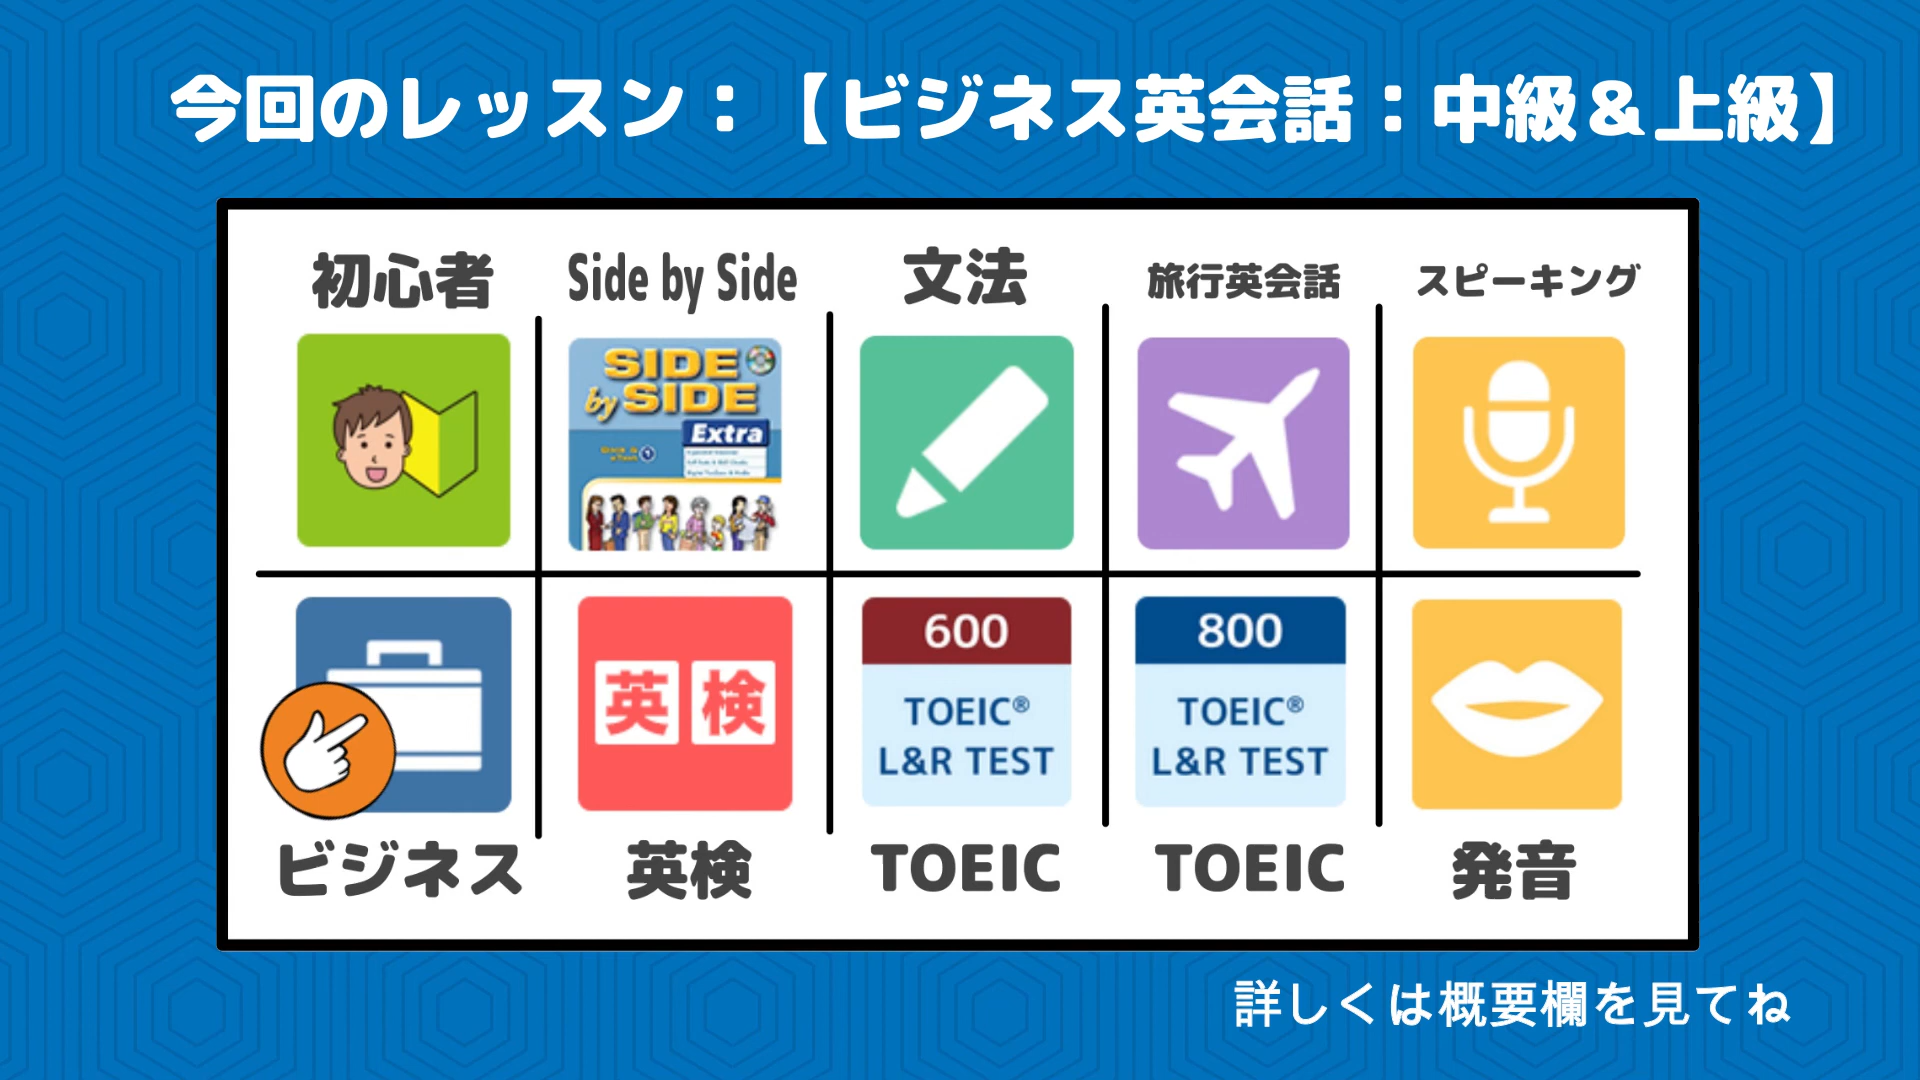 今回のレッスン：【ビジネス英会話：中級＆上級】
初心者
Side by Side
文法
旅行英会話
スピーキング
SIDE
by SIDE
Extra
600
800
英検
TOEIC®
L&R TEST
TOEIC®
L&R TEST
ビジネス
英検
TOEIC
TOEIC
発音
詳しくは概要欄を見てね